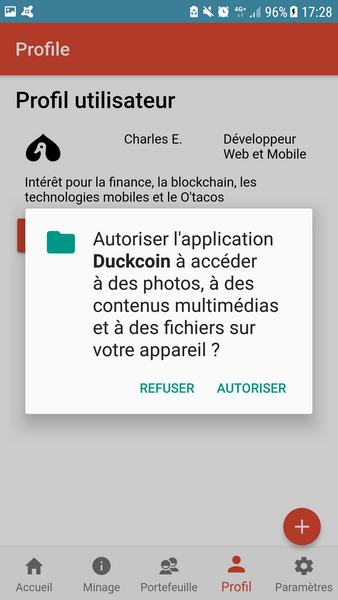 4G+ 96% 17:28
Profile
Profil utilisateur
Charles E. Développeur
Web et Mobile
Intérêt pour la finance, la blockchain, les
technologies mobiles et le O'tacos
Autoriser l'application
Duckcoin à accéder
à des photos, à des
contenus multimédias
et à des fichiers sur
votre appareil ?
REFUSER AUTORISER
Accueil Minage Portefeuille Profil Paramètres